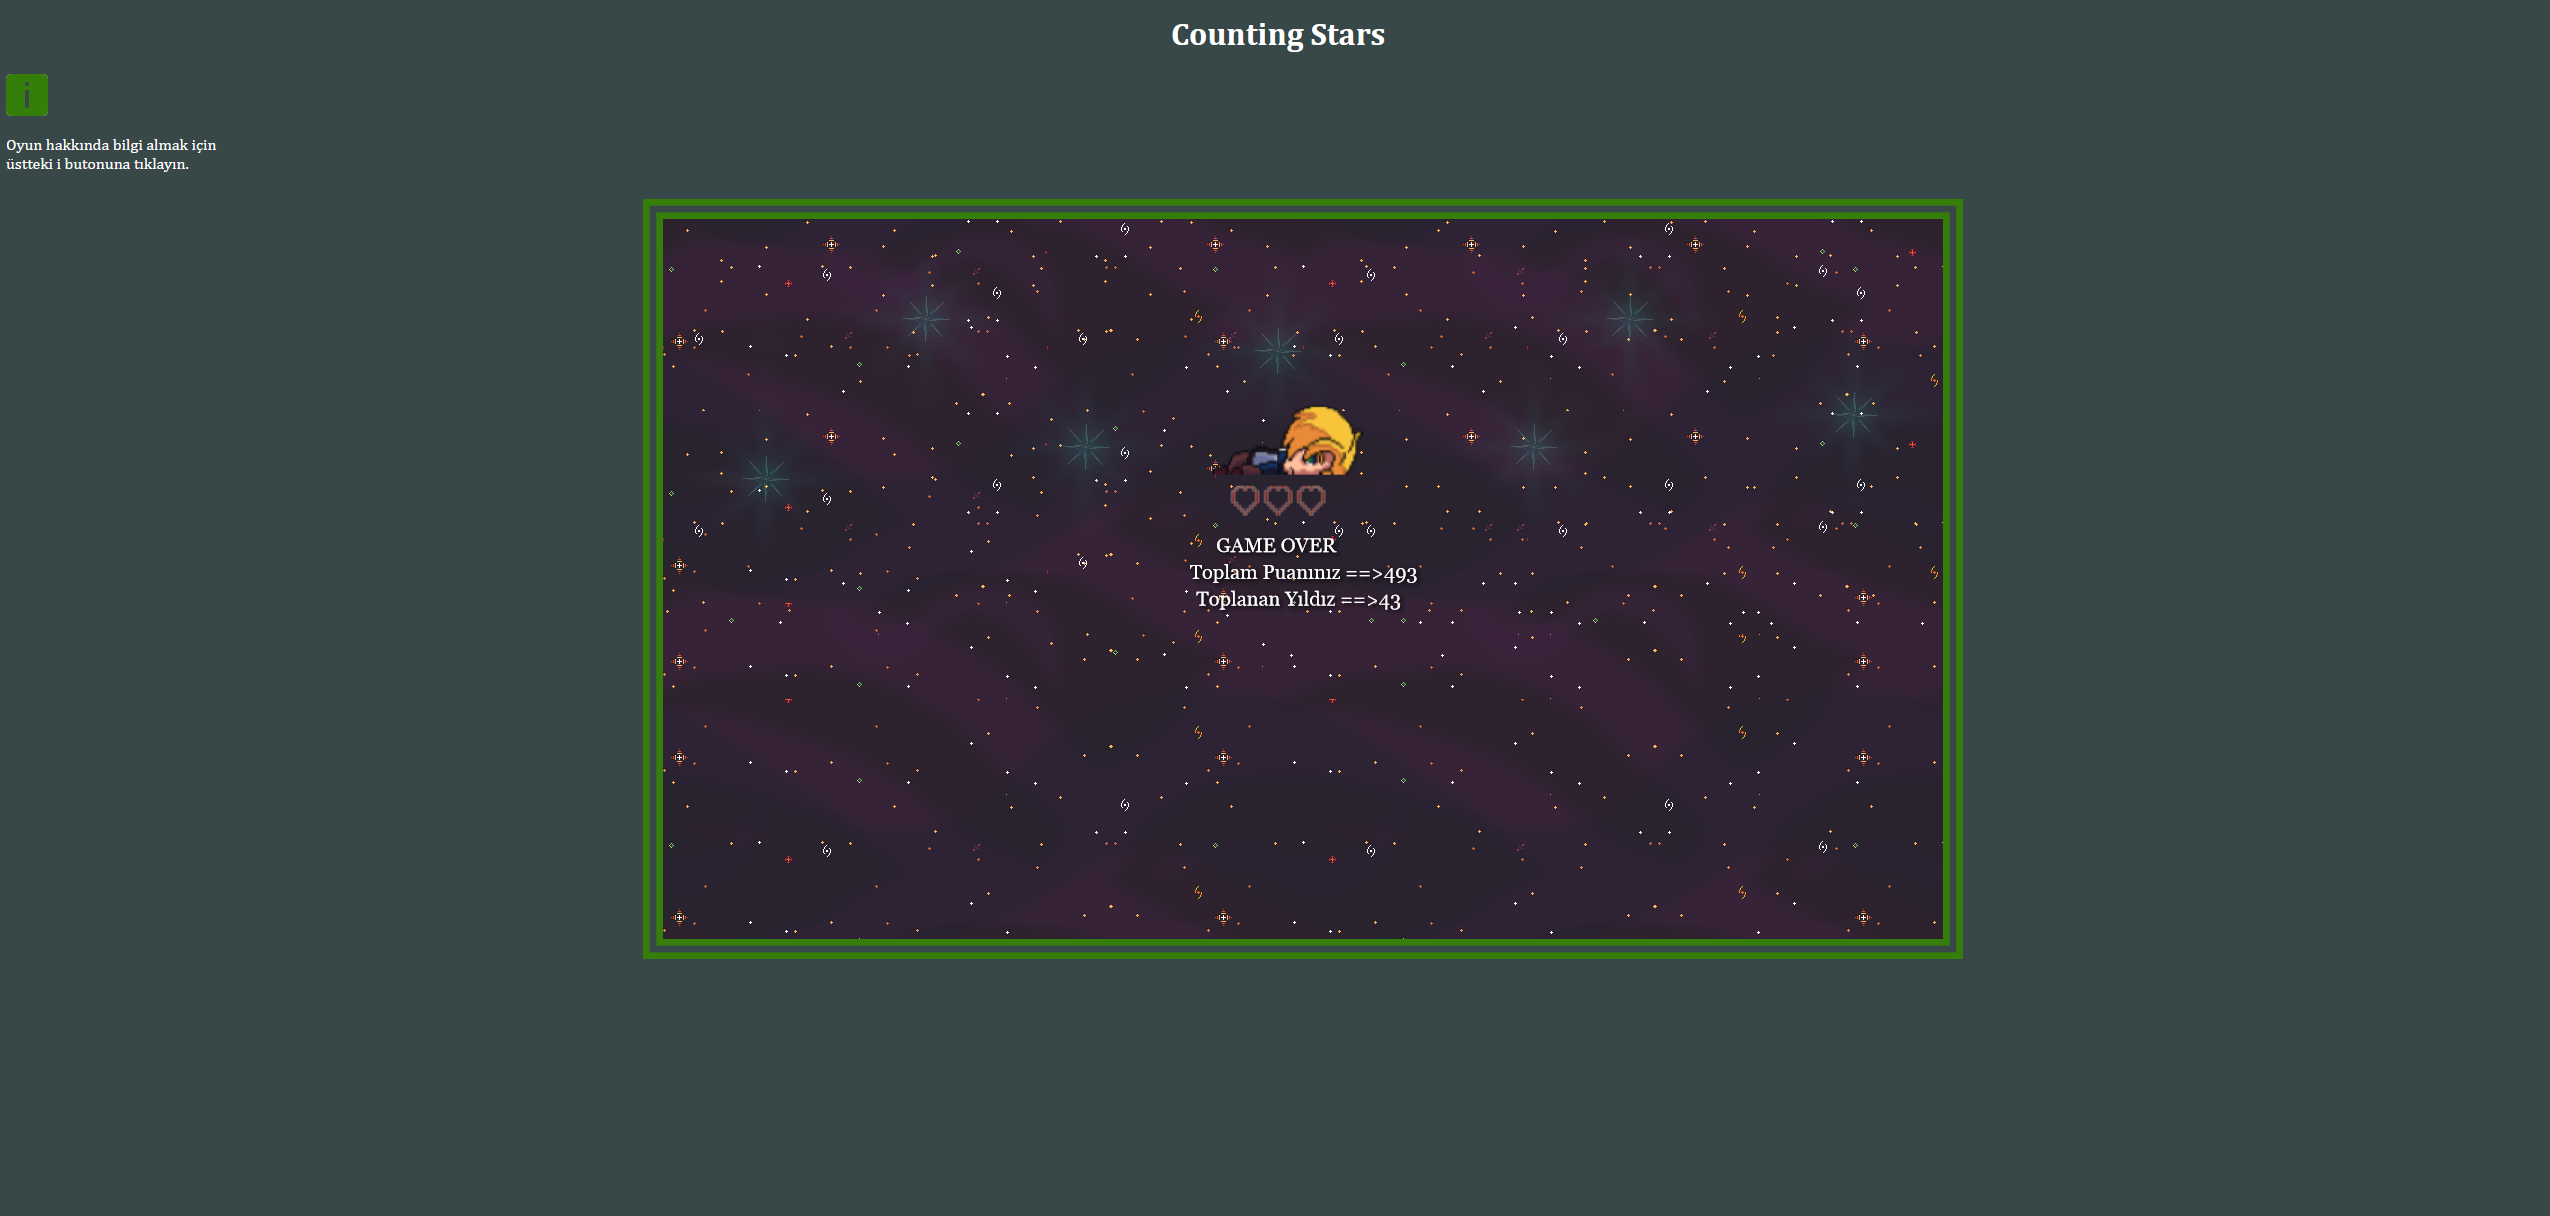 Counting Stars
i
Oyun hakkında bilgi almak için
üstteki i butonuna tıklayın.
GAME OVER
Toplam Puanınız ==>493
Toplanan Yıldız ==>43